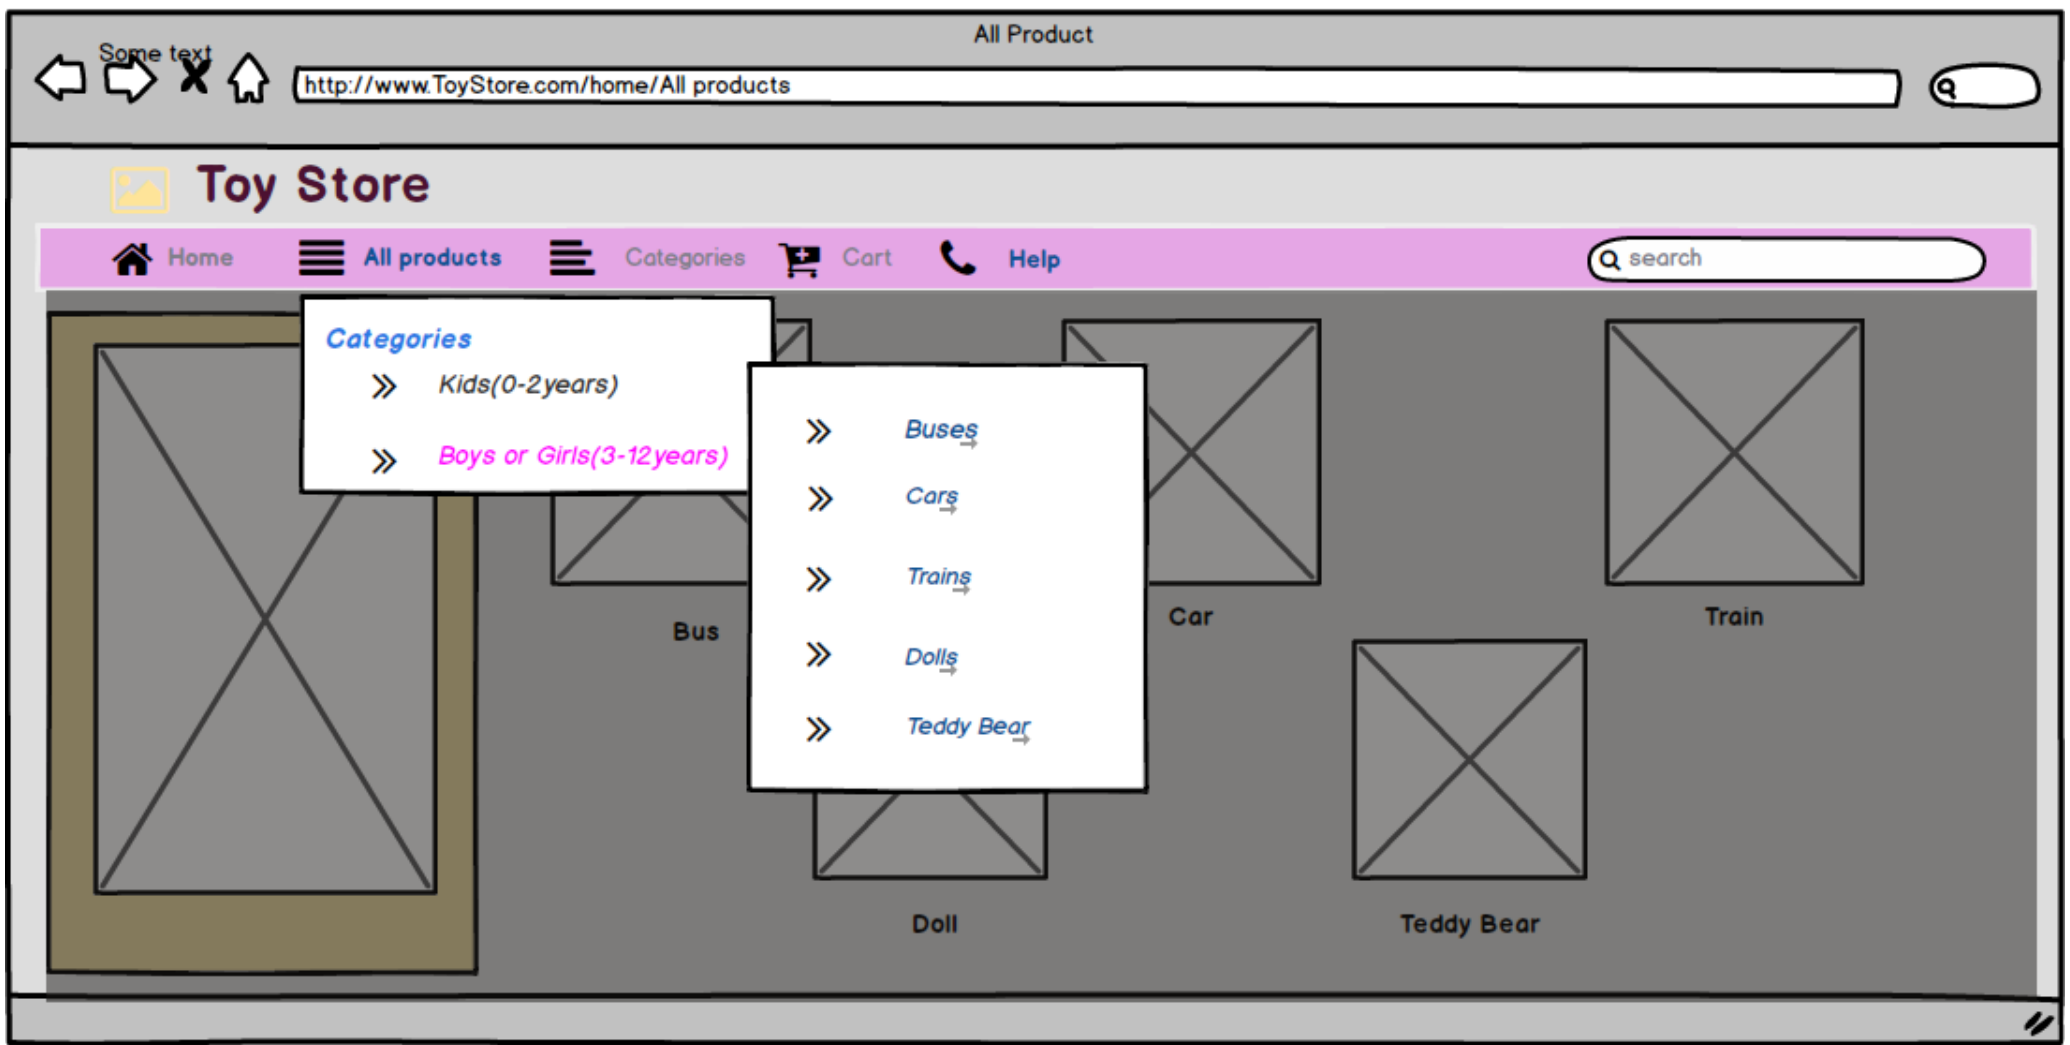 All Product
Some text
http://www.ToyStore.com/home/All products
Toy Store
Home All products Categories Cart Help search
Categories
Kids(0-2years)
Boys or Girls(3-12years)
Buses
Cars
Trains
Dolls
Teddy Bear
Bus
Car
Train
Doll
Teddy Bear